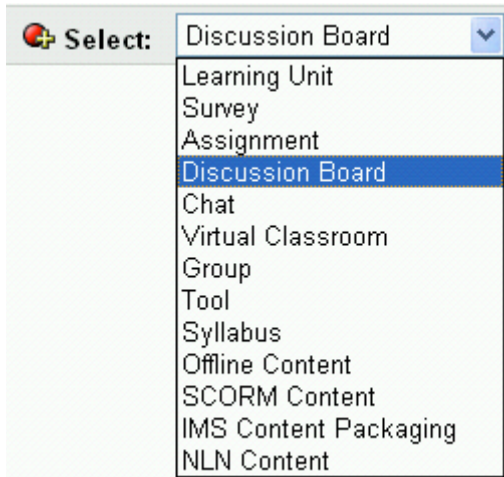 Select: Discussion Board
Learning Unit
Survey
Assignment
Discussion Board
Chat
Virtual Classroom
Group
Tool
Syllabus
Offline Content
SCORM Content
IMS Content Packaging
NLN Content